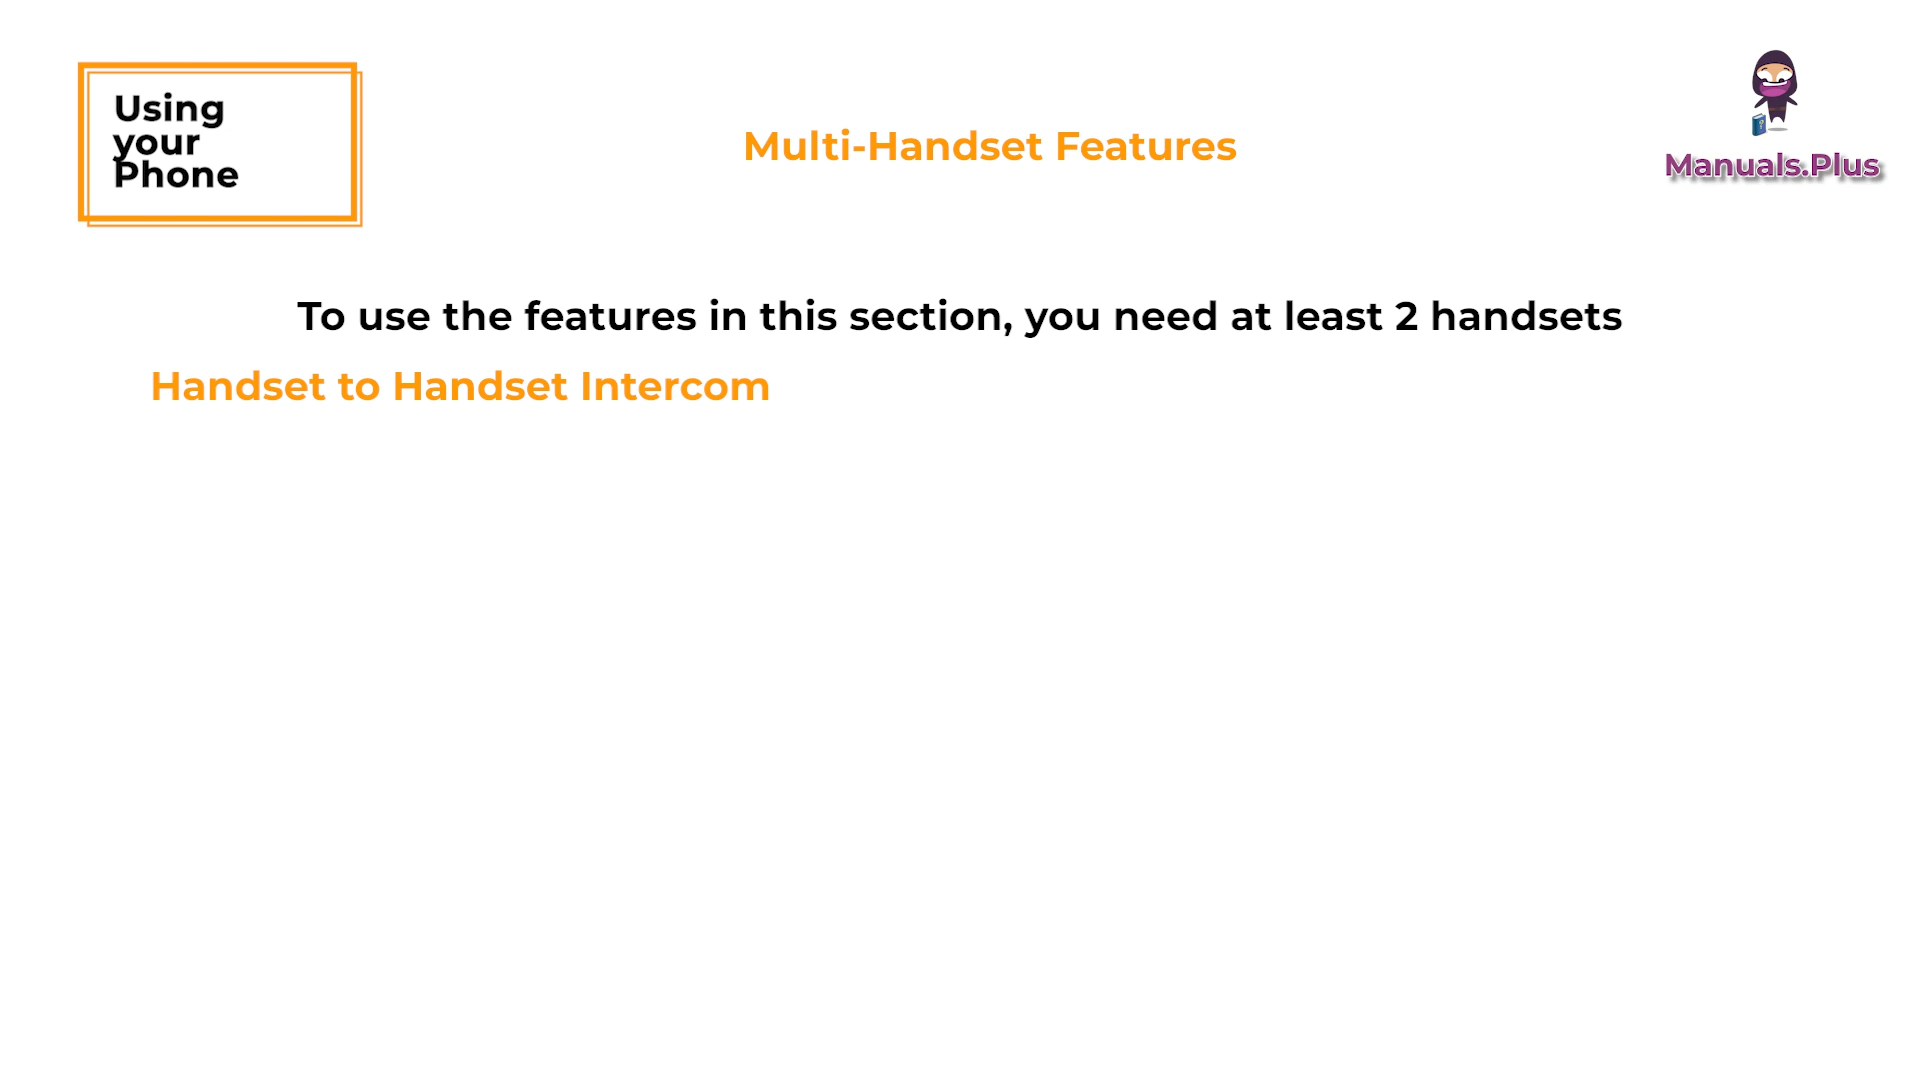 Using
your
Phone
Multi-Handset Features
Manuals.Plus
To use the features in this section, you need at least 2 handsets
Handset to Handset Intercom